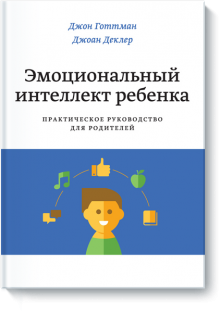 Джон Готтман
Джоан Деклер
Эмоциональный
интеллект ребенка
ПРАКТИЧЕСКОЕ РУКОВОДСТВО
ДЛЯ РОДИТЕЛЕЙ